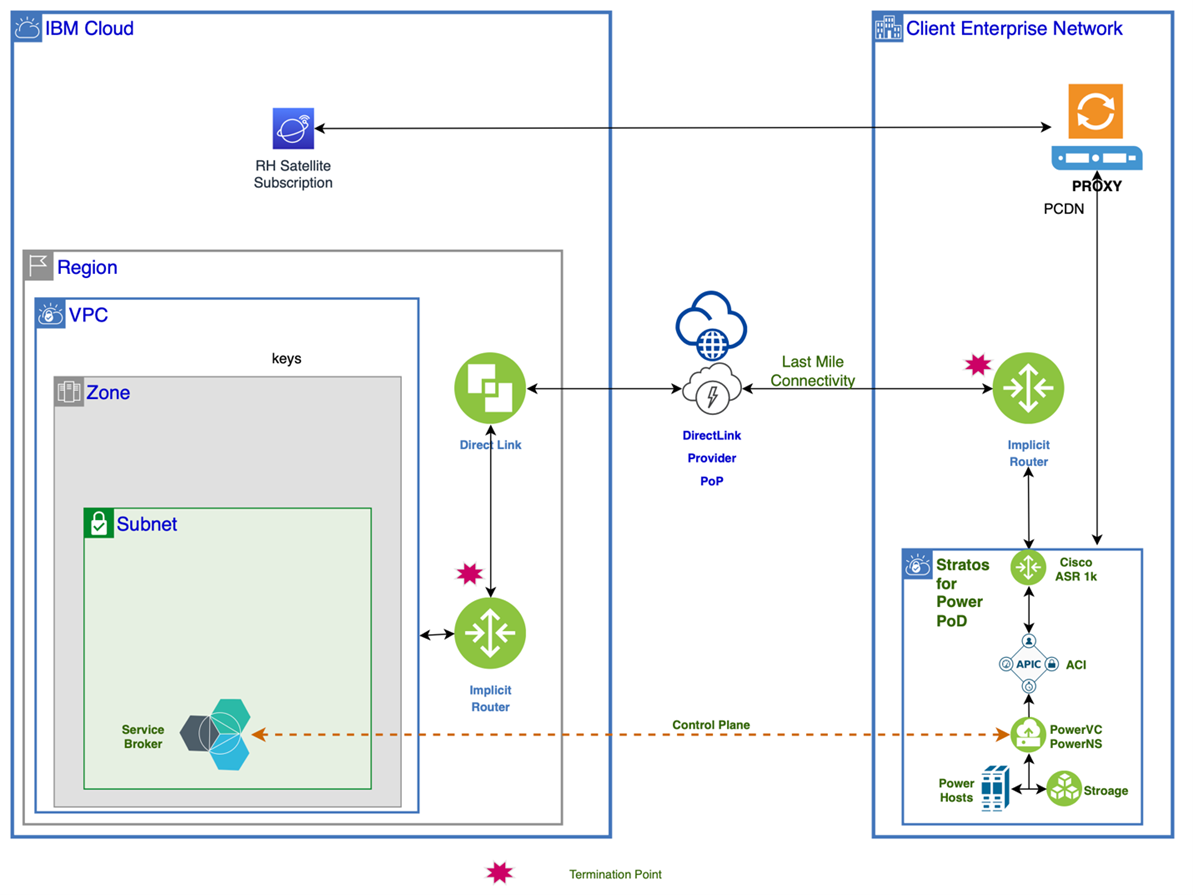 IBM Cloud
Client Enterprise Network
RH Satellite
Subscription
PROXY
PCDN
Region
VPC
keys
Zone
Direct Link
Last Mile
Connectivity
DirectLink
Provider
PoP
Implicit
Router
Subnet
Stratos
for
Power
PoD
Cisco
ASR 1k
APIC
ACI
Implicit
Router
Service
Broker
Control Plane
PowerVC
PowerNS
Power
Hosts
Stroage
Termination Point